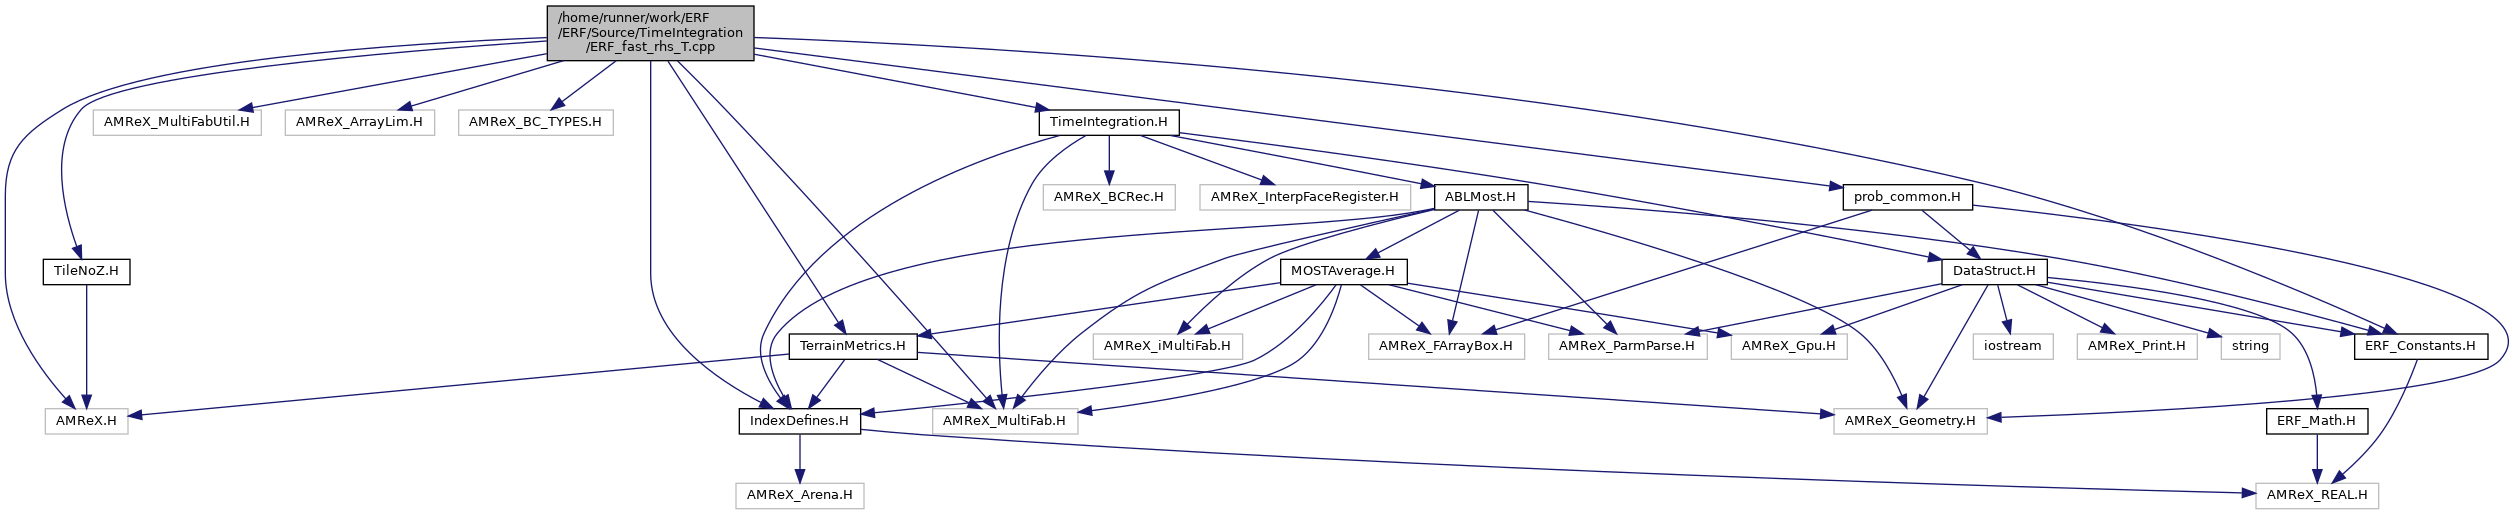 /home/runner/work/ERF
/ERF/Source/TimeIntegration
/ERF_fast_rhs_T.cpp
AMReX_MultiFabUtil.H
AMReX_ArrayLim.H
AMReX_BC_TYPES.H
TimeIntegration.H
AMReX_BCRec.H
AMReX_InterpFaceRegister.H
ABLMost.H
prob_common.H
TileNoZ.H
MOSTAverage.H
DataStruct.H
TerrainMetrics.H
AMReX_iMultiFab.H
AMReX_FArrayBox.H
AMReX_ParmParse.H
AMReX_Gpu.H
iostream
AMReX_Print.H
string
ERF_Constants.H
AMReX.H
IndexDefines.H
AMReX_MultiFab.H
AMReX_Geometry.H
ERF_Math.H
AMReX_Arena.H
AMReX_REAL.H